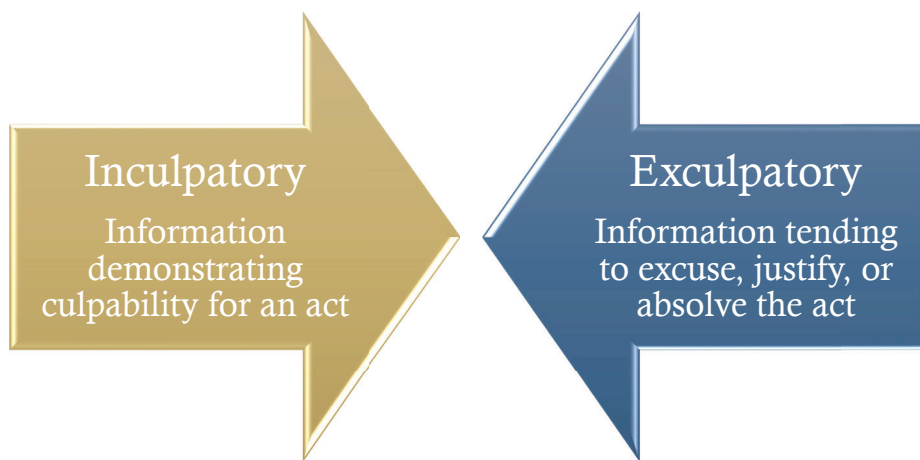 Inculpatory
Information
demonstrating
culpability for an act
Exculpatory
Information tending
to excuse, justify, or
absolve the act